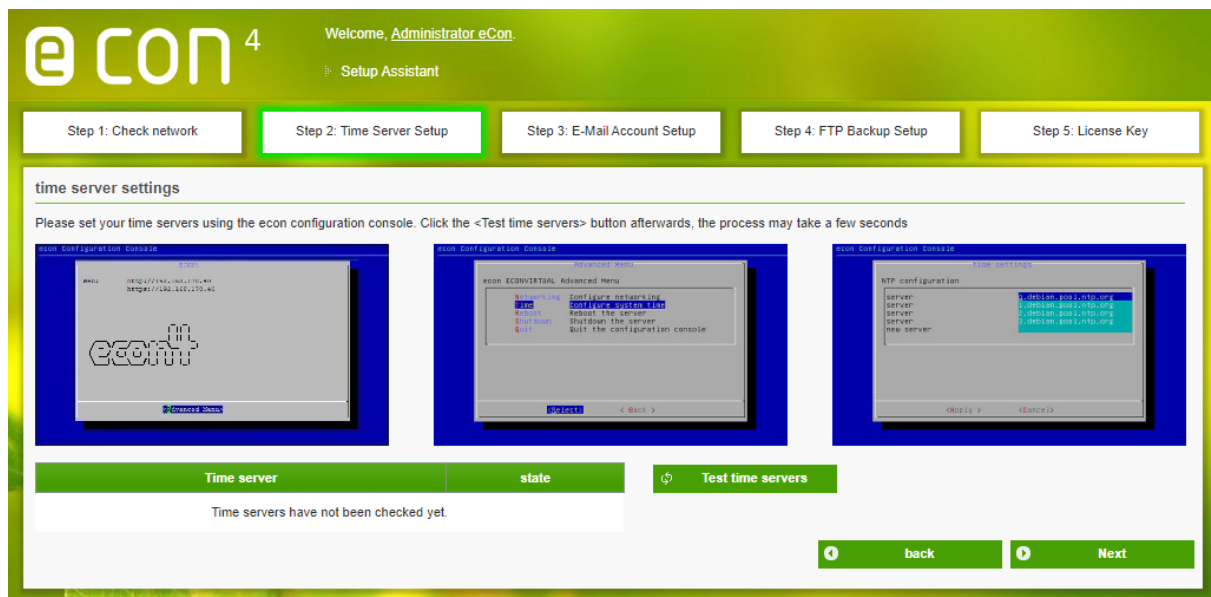 econ 4
Welcome, Administrator eCon.
Setup Assistant
Step 1: Check network
Step 2: Time Server Setup
Step 3: E-Mail Account Setup
Step 4: FTP Backup Setup
Step 5: License Key
time server settings
Please set your time servers using the econ configuration console. Click the <Test time servers> button afterwards, the process may take a few seconds
econ Configuration Console
econ Configuration Console
Advanced Menu
econ ECONVIRTUAL Advanced Menu
Networking Configure networking
Time Configure system time
Reboot Reboot the server
Shutdown Shutdown the server
Quit Quit the configuration console
<Select> < Back >
econ Configuration Console
time settings
NTP configuration
server 0.debian.pool.ntp.org
server 1.debian.pool.ntp.org
server 2.debian.pool.ntp.org
server 3.debian.pool.ntp.org
new server
<Apply > <Cancel>
<Advanced Menu>
Time server state
Test time servers
Time servers have not been checked yet.
back
Next